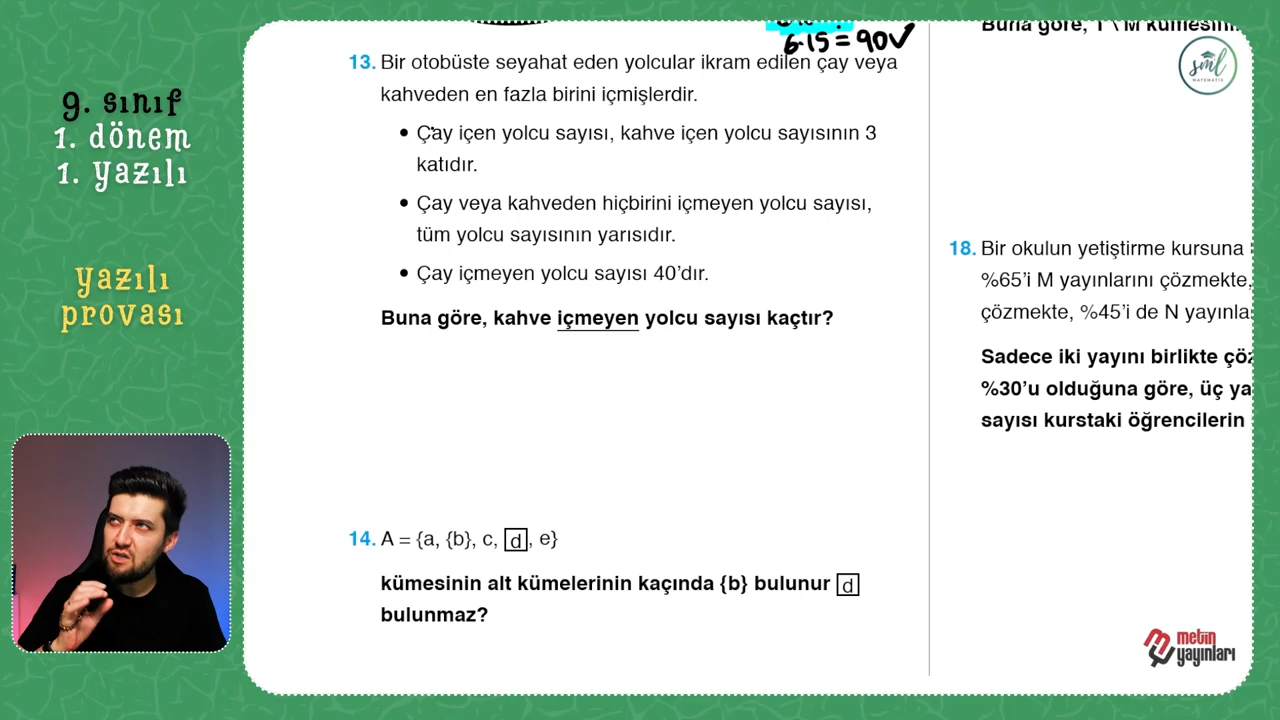 9. sınıf
1. dönem
1. yazılı
yazılı
provası
6.15 = 90✓
13. Bir otobüste seyahat eden yolcular ikram edilen çay veya
kahveden en fazla birini içmişlerdir.
• Çay içen yolcu sayısı, kahve içen yolcu sayısının 3
katıdır.
• Çay veya kahveden hiçbirini içmeyen yolcu sayısı,
tüm yolcu sayısının yarısıdır.
• Çay içmeyen yolcu sayısı 40'dır.
Buna göre, kahve içmeyen yolcu sayısı kaçtır?
14. A = {a, {b}, c, d, e}
kümesinin alt kümelerinin kaçında {b} bulunur d
bulunmaz?
Buna göre, T \ M kümesin
sml
MATEMATİK
18. Bir okulun yetiştirme kursuna
%65'i M yayınlarını çözmekte,
çözmekte, %45'i de N yayınla
Sadece iki yayını birlikte çöz
%30'u olduğuna göre, üç ya
sayısı kurstaki öğrencilerin
metin
yayınları